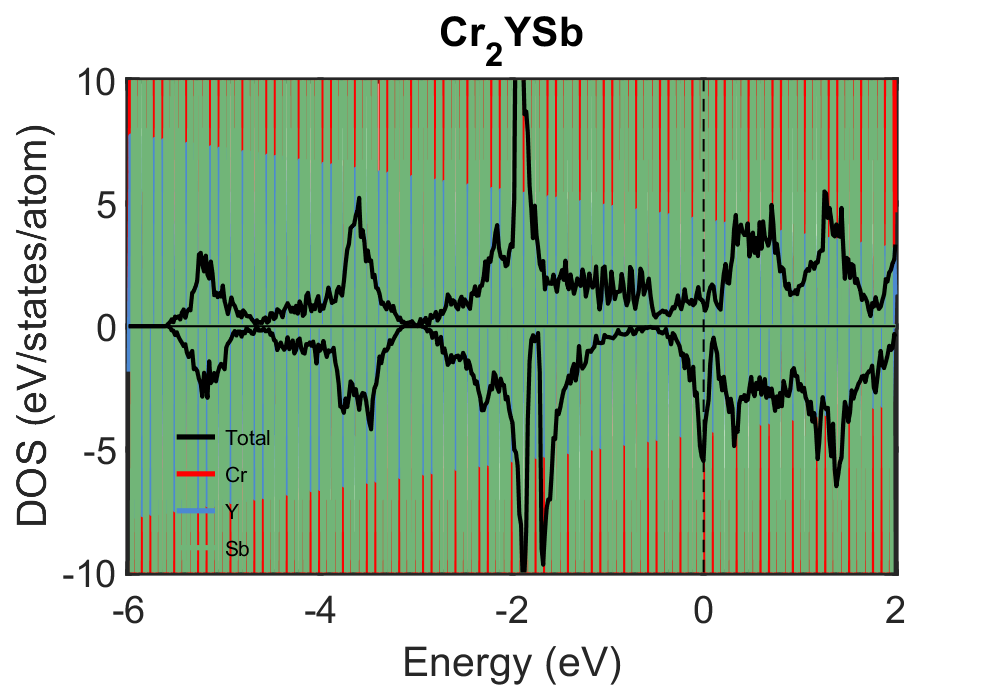 Cr2YSb
DOS (eV/states/atom)
10
5
0
-5
-10
Total
Cr
Y
Sb
-6 -4 -2 0 2
Energy (eV)